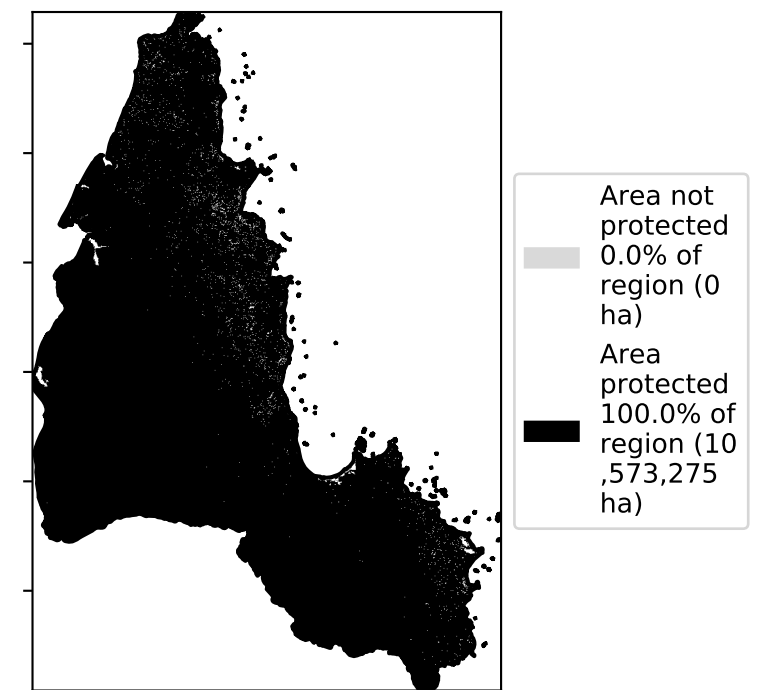 Area not
protected
0.0% of
region (0
ha)
Area
protected
100.0% of
region (10
,573,275
ha)